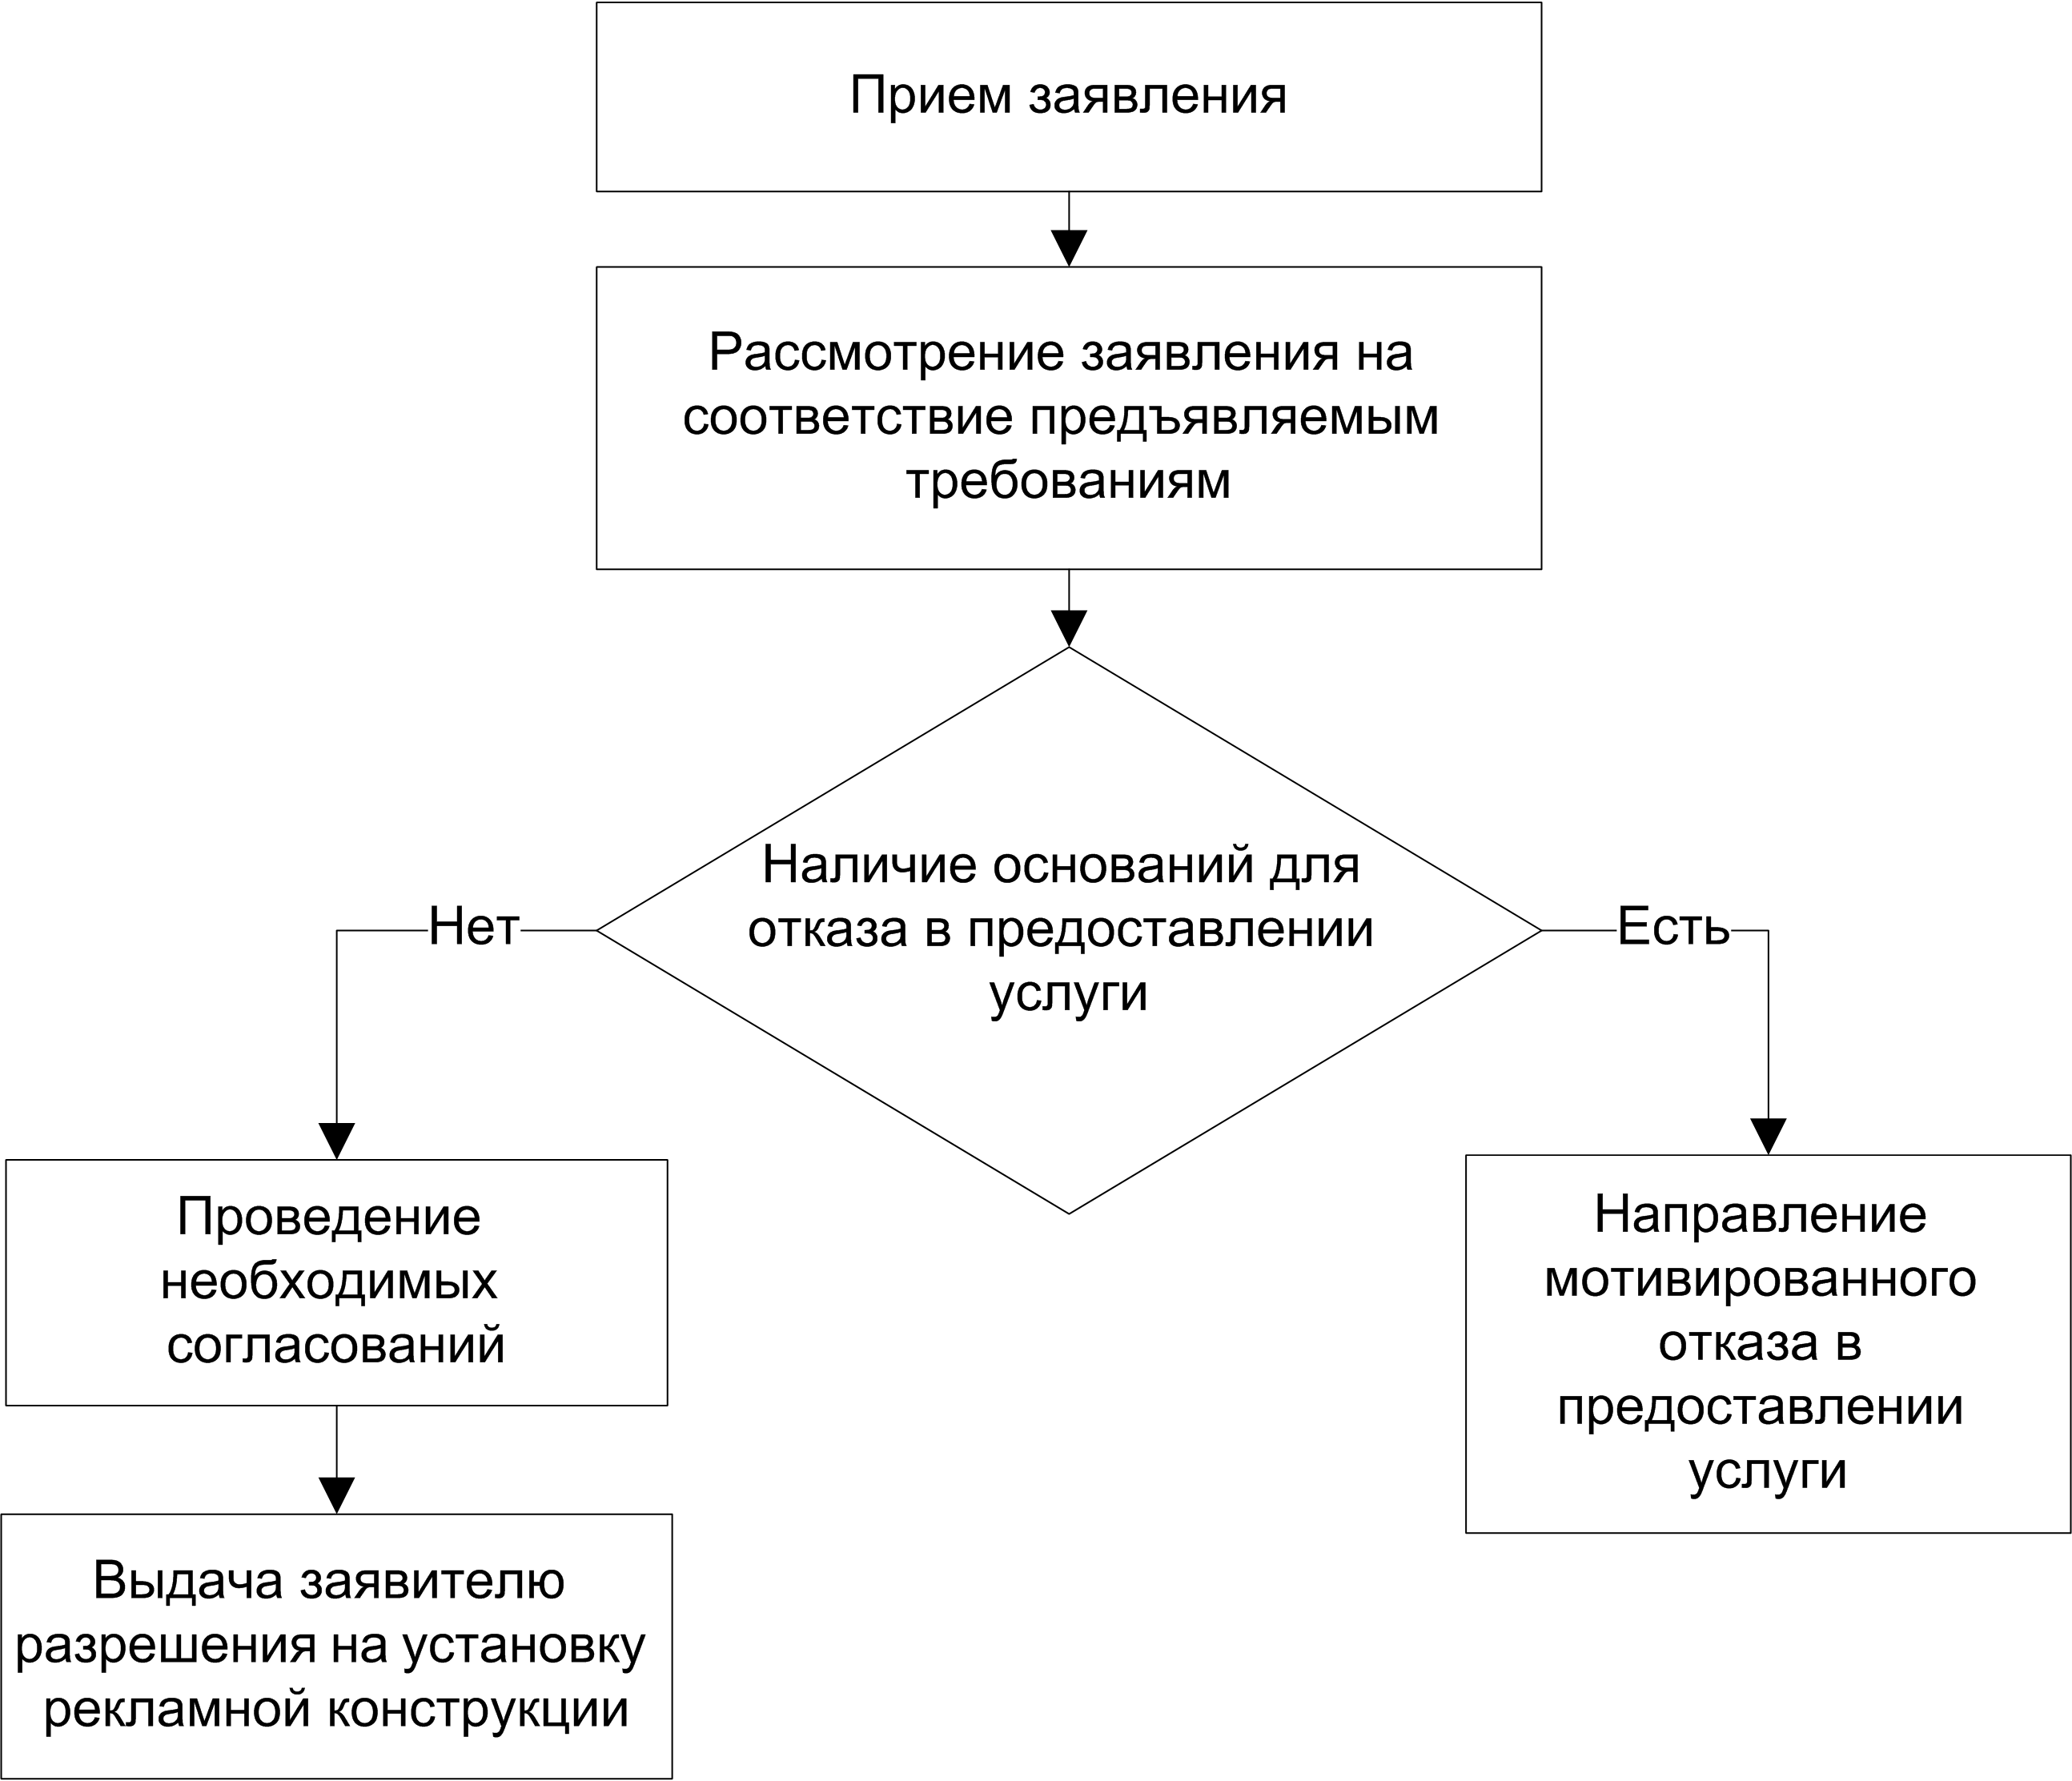 Прием заявления
Рассмотрение заявления на
соответствие предъявляемым
требованиям
Наличие оснований для
отказа в предоставлении
услуги
Нет
Есть
Проведение
необходимых
согласований
Направление
мотивированного
отказа в
предоставлении
услуги
Выдача заявителю
разрешения на установку
рекламной конструкции